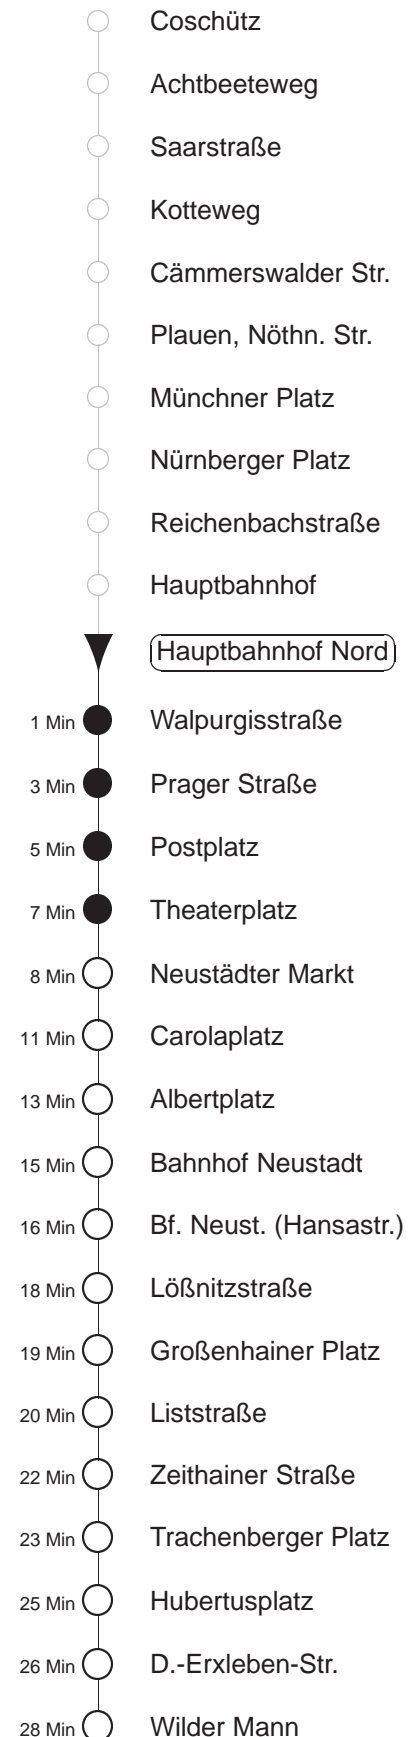 Coschütz
Achtbeeteweg
Saarstraße
Kotteweg
Cämmerswalder Str.
Plauen, Nöthn. Str.
Münchner Platz
Nürnberger Platz
Reichenbachstraße
Hauptbahnhof
Hauptbahnhof Nord
1 Min Walpurgisstraße
3 Min Prager Straße
5 Min Postplatz
7 Min Theaterplatz
8 Min Neustädter Markt
11 Min Carolaplatz
13 Min Albertplatz
15 Min Bahnhof Neustadt
16 Min Bf. Neust. (Hansastr.)
18 Min Lößnitzstraße
19 Min Großenhainer Platz
20 Min Liststraße
22 Min Zeithainer Straße
23 Min Trachenberger Platz
25 Min Hubertusplatz
26 Min D.-Erxleben-Str.
28 Min Wilder Mann